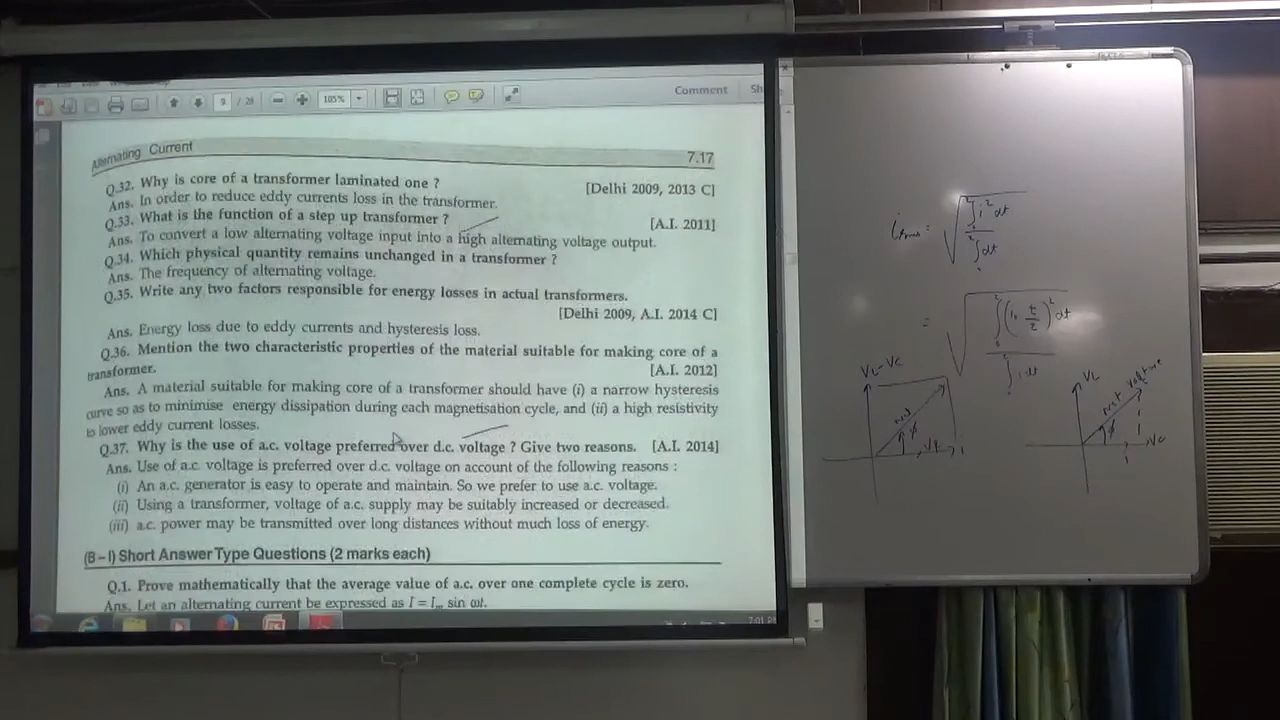 9 / 28
105%
Comment
Sh
Alternating Current
7.17
Q.32. Why is core of a transformer laminated one ?
[Delhi 2009, 2013 C]
Ans. In order to reduce eddy currents loss in the transformer.
Q.33. What is the function of a step up transformer ?
[A.I. 2011]
Ans. To convert a low alternating voltage input into a high alternating voltage output.
Q.34. Which physical quantity remains unchanged in a transformer ?
Ans. The frequency of alternating voltage.
Q.35. Write any two factors responsible for energy losses in actual transformers.
[Delhi 2009, A.I. 2014 C]
Ans. Energy loss due to eddy currents and hysteresis loss.
Q.36. Mention the two characteristic properties of the material suitable for making core of a
transformer.
[A.I. 2012]
Ans. A material suitable for making core of a transformer should have (i) a narrow hysteresis
curve so as to minimise energy dissipation during each magnetisation cycle, and (ii) a high resistivity
to lower eddy current losses.
Q.37. Why is the use of a.c. voltage preferred over d.c. voltage ? Give two reasons. [A.I. 2014]
Ans. Use of a.c. voltage is preferred over d.c. voltage on account of the following reasons :
(i) An a.c. generator is easy to operate and maintain. So we prefer to use a.c. voltage.
(ii) Using a transformer, voltage of a.c. supply may be suitably increased or decreased.
(iii) a.c. power may be transmitted over long distances without much loss of energy.
(B – I) Short Answer Type Questions (2 marks each)
Q.1. Prove mathematically that the average value of a.c. over one complete cycle is zero.
Ans. Let an alternating current be expressed as I = Im sin ωt.
7:01 P
VL-VC
net
ϕ
VR
i
VL
Net Voltage
ϕ
VC
i